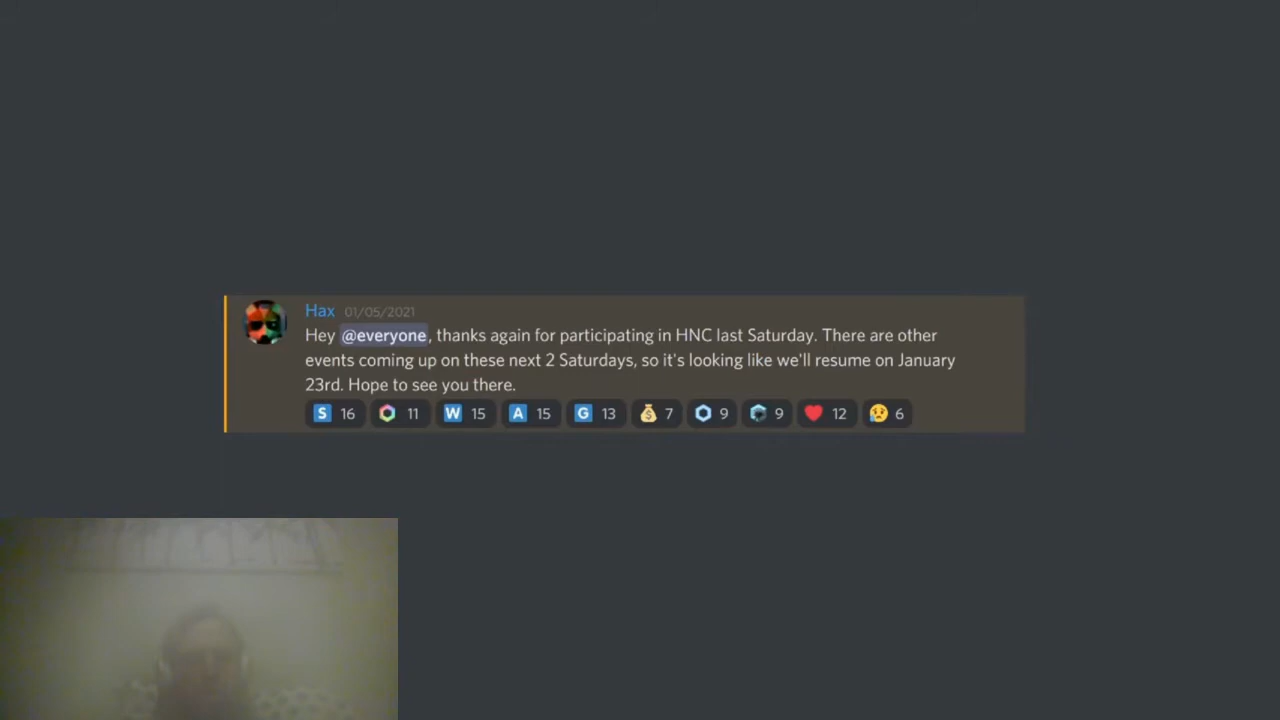 Hax 01/05/2021
Hey @everyone, thanks again for participating in HNC last Saturday. There are other
events coming up on these next 2 Saturdays, so it's looking like we'll resume on January
23rd. Hope to see you there.
S 16 11 W 15 A 15 G 13 7 9 9 12 6